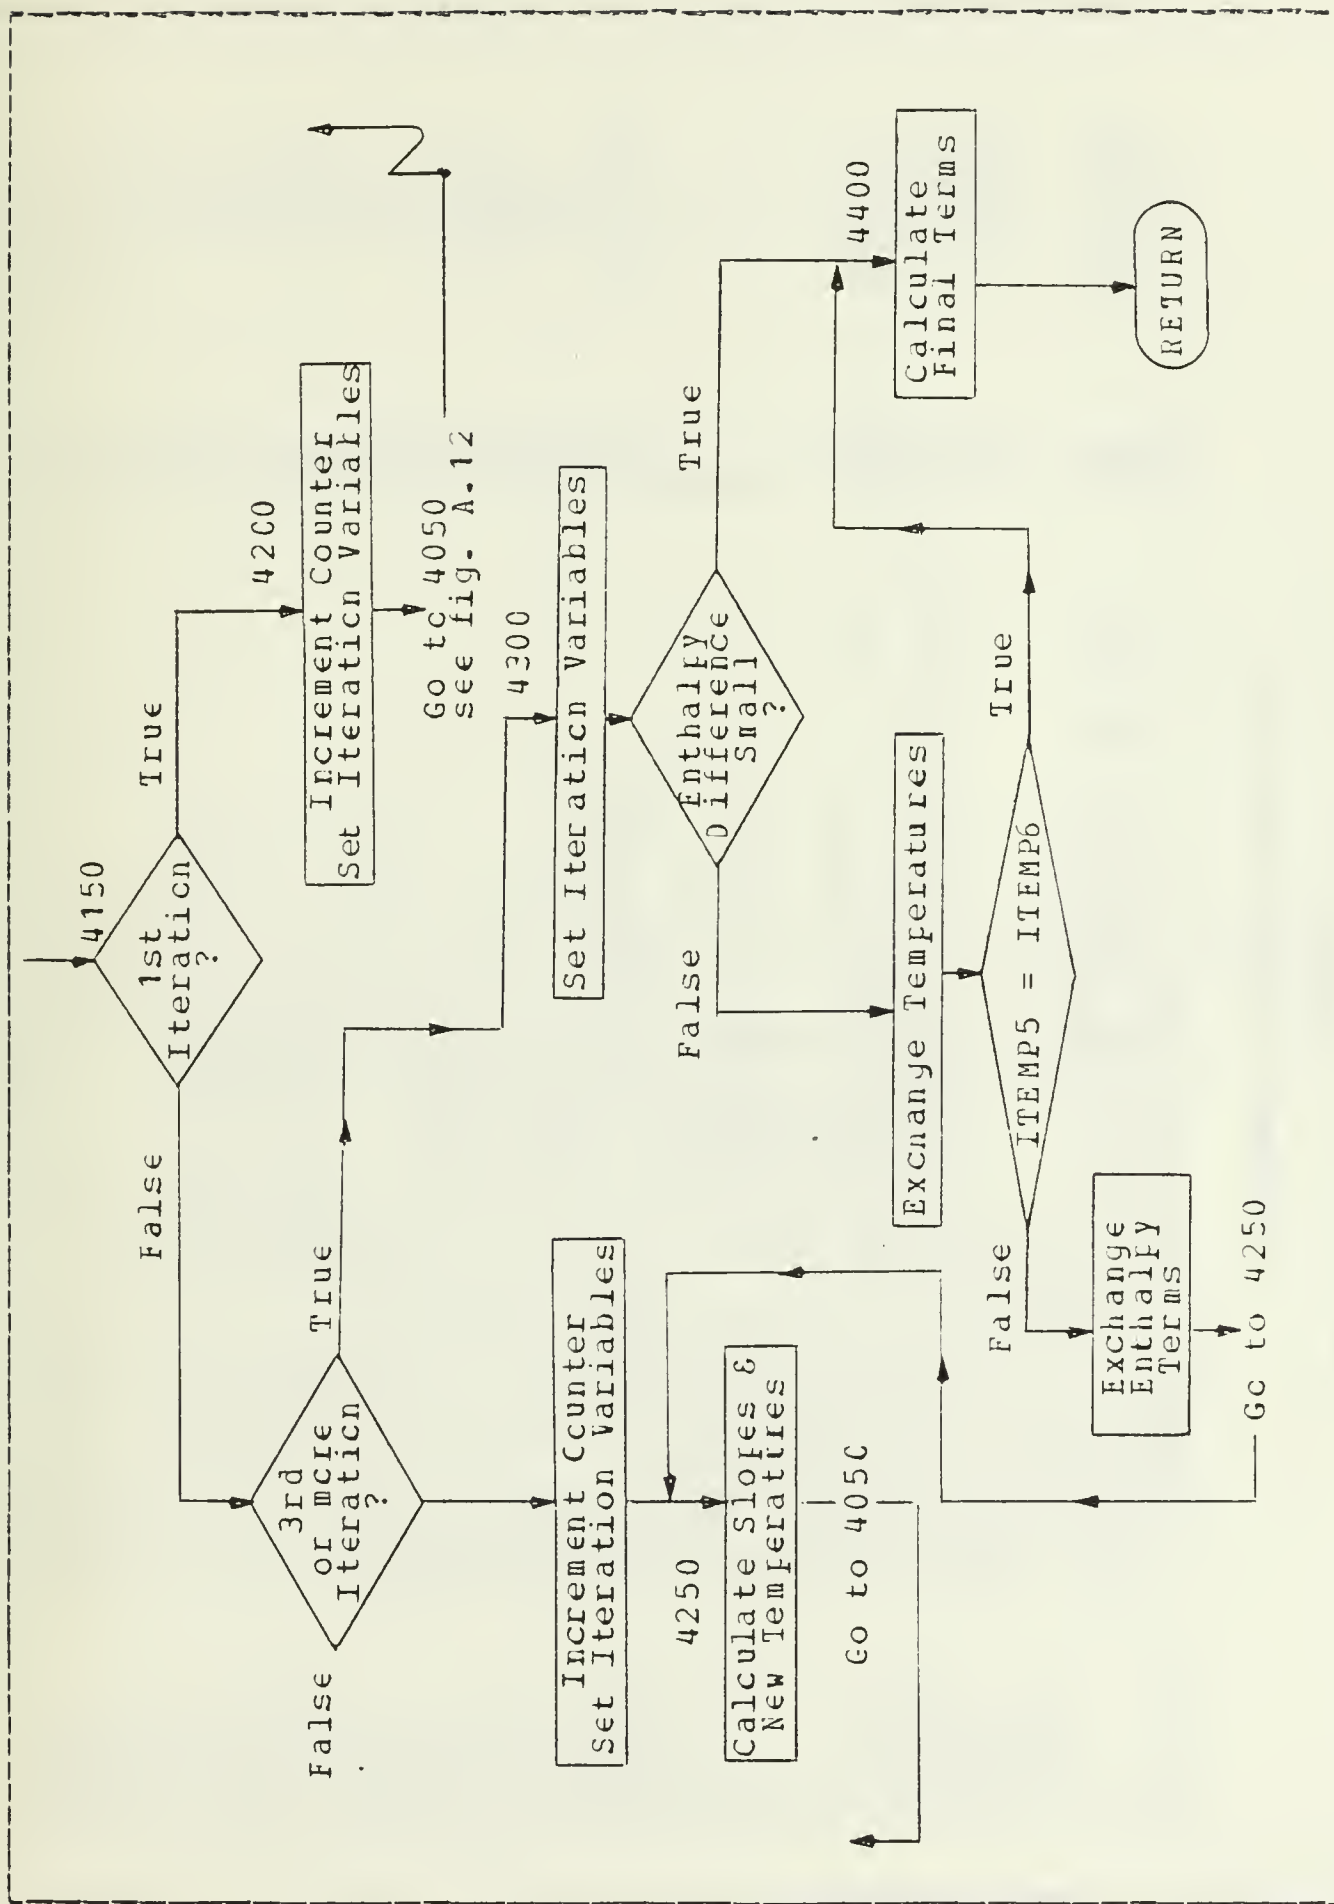 4150
1st
Iteration
?
False
True
3rd
or more
Iteration
?
False
True
4200
Increment Counter
Set Iteration Variables
Go to 4050
see fig. A.12
4300
Set Iteration Variables
Increment Counter
Set Iteration Variables
4250
Calculate Slopes &
New Temperatures
Go to 4050
Enthalpy
Difference
Small
?
False
True
Exchange Temperatures
ITEMP5 = ITEMP6
False
True
Exchange
Enthalpy
Terms
Go to 4250
4400
Calculate
Final Terms
RETURN